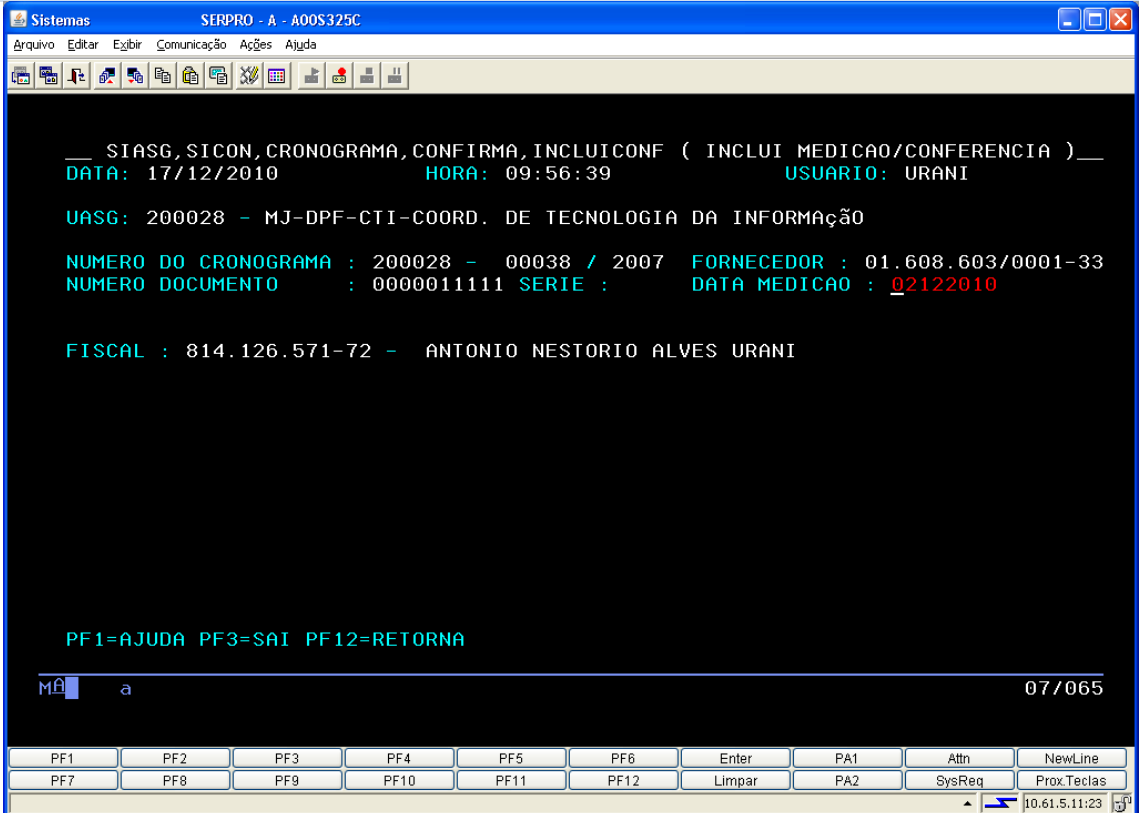 Sistemas SERPRO - A - A00S325C
Arquivo Editar Exibir Comunicação Ações Ajuda
__ SIASG,SICON,CRONOGRAMA,CONFIRMA,INCLUICONF ( INCLUI MEDICAO/CONFERENCIA )__
DATA: 17/12/2010 HORA: 09:56:39 USUARIO: URANI
UASG: 200028 - MJ-DPF-CTI-COORD. DE TECNOLOGIA DA INFORMAçãO
NUMERO DO CRONOGRAMA : 200028 - 00038 / 2007 FORNECEDOR : 01.608.603/0001-33
NUMERO DOCUMENTO : 0000011111 SERIE : DATA MEDICAO : 02122010
FISCAL : 814.126.571-72 - ANTONIO NESTORIO ALVES URANI
PF1=AJUDA PF3=SAI PF12=RETORNA
MA a 07/065
PF1 PF2 PF3 PF4 PF5 PF6 Enter PA1 Attn NewLine
PF7 PF8 PF9 PF10 PF11 PF12 Limpar PA2 SysReq Prox.Teclas
10.61.5.11:23